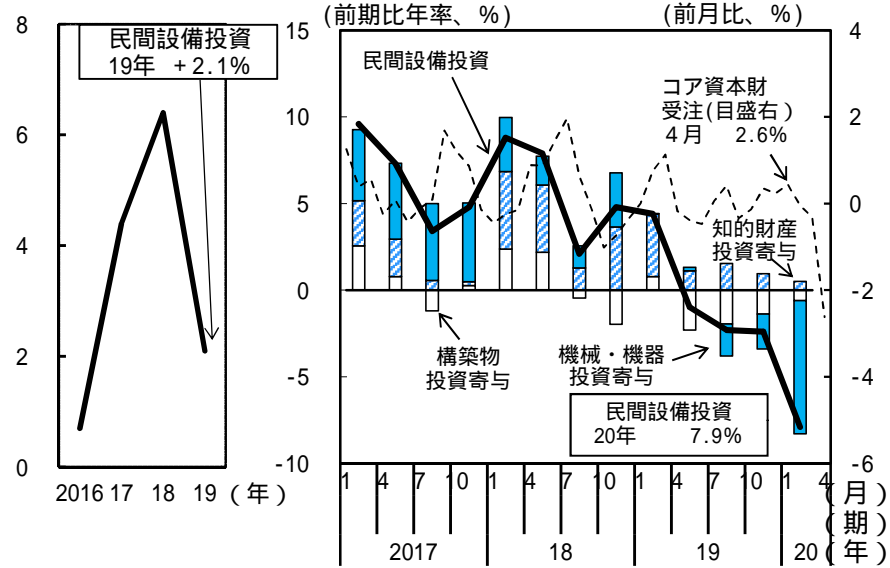 (前期比年率、%)
(前月比、%)
8
6
4
2
0
民間設備投資
19年 +2.1%
2016 17 18 19 (年)
15
10
5
0
-5
-10
4
2
0
-2
-4
-6
民間設備投資
コア資本財
受注(目盛右)
4月 2.6%
知的財産
投資寄与
構築物
投資寄与
機械・機器
投資寄与
民間設備投資
20年 7.9%
1 4 7 10 1 4 7 10 1 4 7 10 1 4 (月)
(期)
2017 18 19 20 (年)